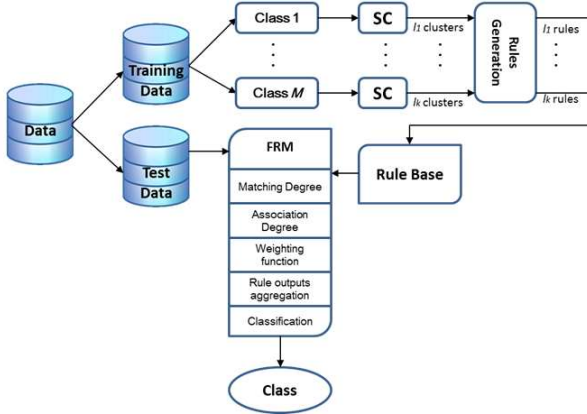 Class 1
SC
l1 clusters
Rules
Generation
l1 rules
Training
Data
Class M
SC
lk clusters
lk rules
Data
Test
Data
FRM
Matching Degree
Association
Degree
Weighting
function
Rule outputs
aggregation
Classification
Rule Base
Class